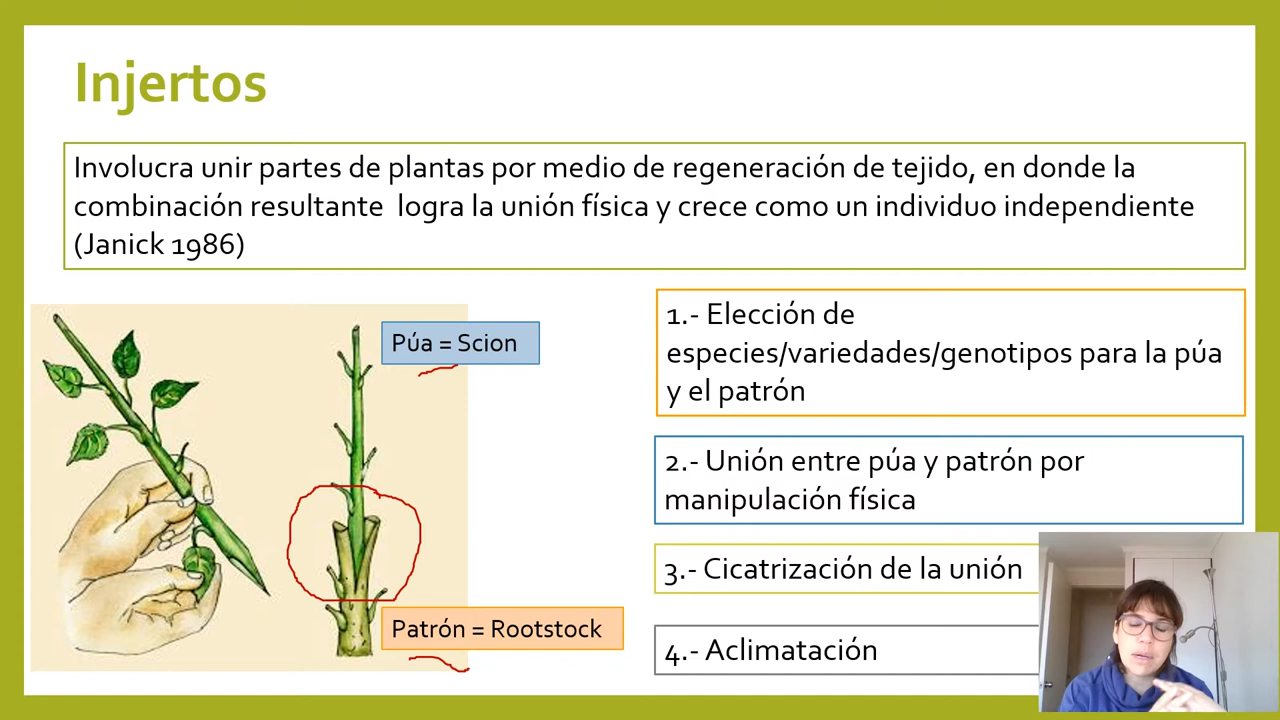 Injertos
Involucra unir partes de plantas por medio de regeneración de tejido, en donde la
combinación resultante logra la unión física y crece como un individuo independiente
(Janick 1986)
Púa = Scion
Patrón = Rootstock
1.- Elección de
especies/variedades/genotipos para la púa
y el patrón
2.- Unión entre púa y patrón por
manipulación física
3.- Cicatrización de la unión
4.- Aclimatación